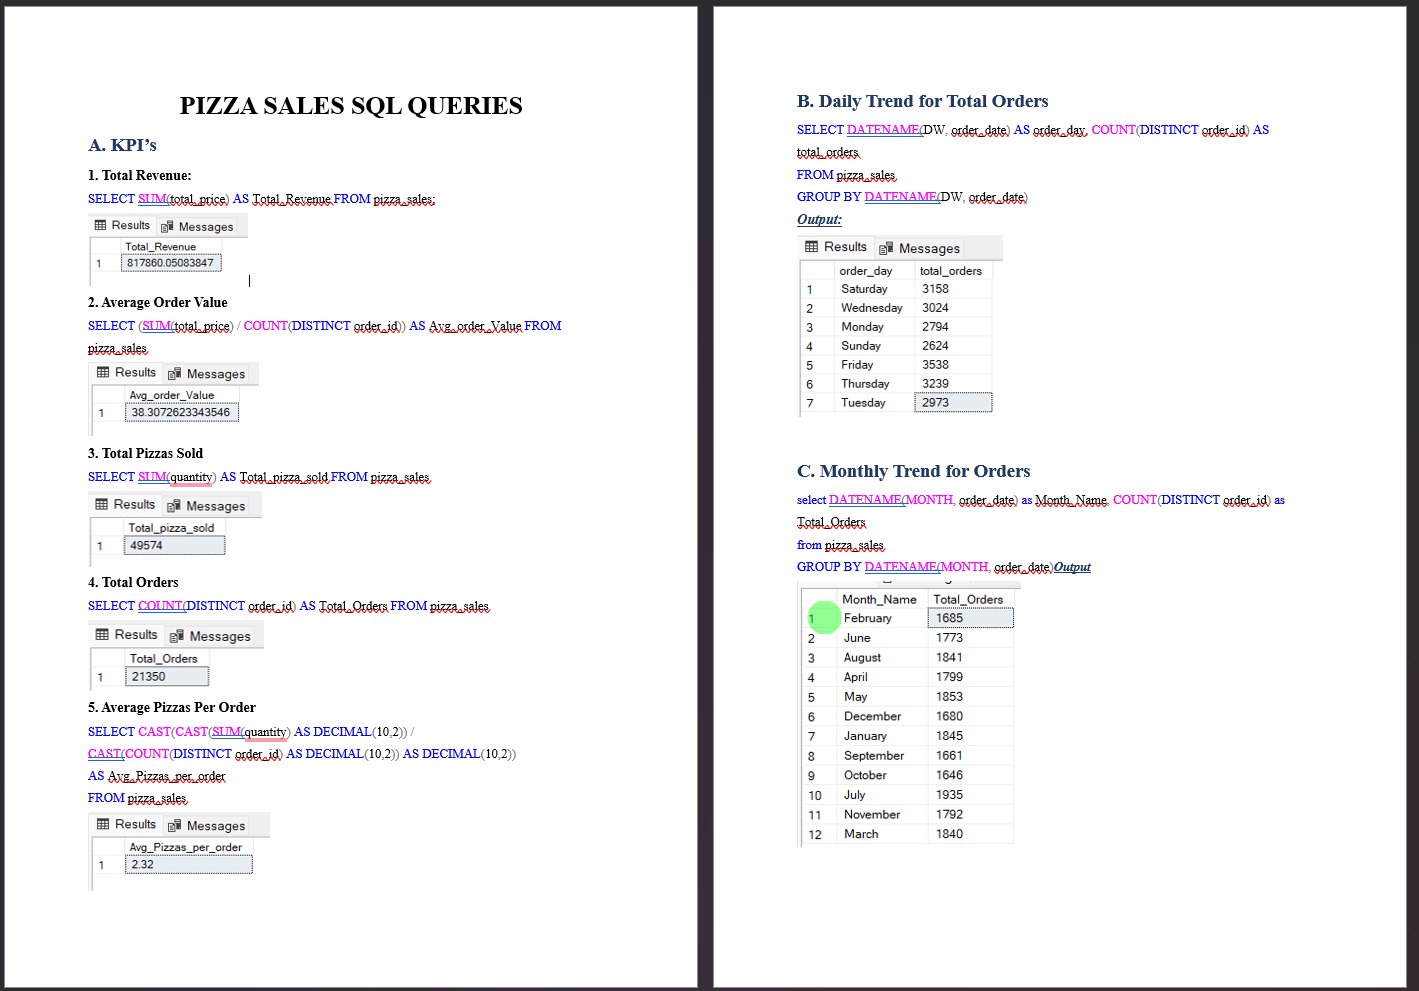 PIZZA SALES SQL QUERIES
A. KPI’s
1. Total Revenue:
SELECT SUM(total_price) AS Total_Revenue FROM pizza_sales;
Results Messages
Total_Revenue
1 817860.05083847
2. Average Order Value
SELECT (SUM(total_price) / COUNT(DISTINCT order_id)) AS Avg_order_Value FROM
pizza_sales
Results Messages
Avg_order_Value
1 38.3072623343546
3. Total Pizzas Sold
SELECT SUM(quantity) AS Total_pizza_sold FROM pizza_sales
Results Messages
Total_pizza_sold
1 49574
4. Total Orders
SELECT COUNT(DISTINCT order_id) AS Total_Orders FROM pizza_sales
Results Messages
Total_Orders
1 21350
5. Average Pizzas Per Order
SELECT CAST(CAST(SUM(quantity) AS DECIMAL(10,2)) /
CAST(COUNT(DISTINCT order_id) AS DECIMAL(10,2)) AS DECIMAL(10,2))
AS Avg_Pizzas_per_order
FROM pizza_sales
Results Messages
Avg_Pizzas_per_order
1 2.32
B. Daily Trend for Total Orders
SELECT DATENAME(DW, order_date) AS order_day, COUNT(DISTINCT order_id) AS
total_orders
FROM pizza_sales
GROUP BY DATENAME(DW, order_date)
Output:
Results Messages
order_day total_orders
1 Saturday 3158
2 Wednesday 3024
3 Monday 2794
4 Sunday 2624
5 Friday 3538
6 Thursday 3239
7 Tuesday 2973
C. Monthly Trend for Orders
select DATENAME(MONTH, order_date) as Month_Name, COUNT(DISTINCT order_id) as
Total_Orders
from pizza_sales
GROUP BY DATENAME(MONTH, order_date)Output
Month_Name Total_Orders
1 February 1685
2 June 1773
3 August 1841
4 April 1799
5 May 1853
6 December 1680
7 January 1845
8 September 1661
9 October 1646
10 July 1935
11 November 1792
12 March 1840